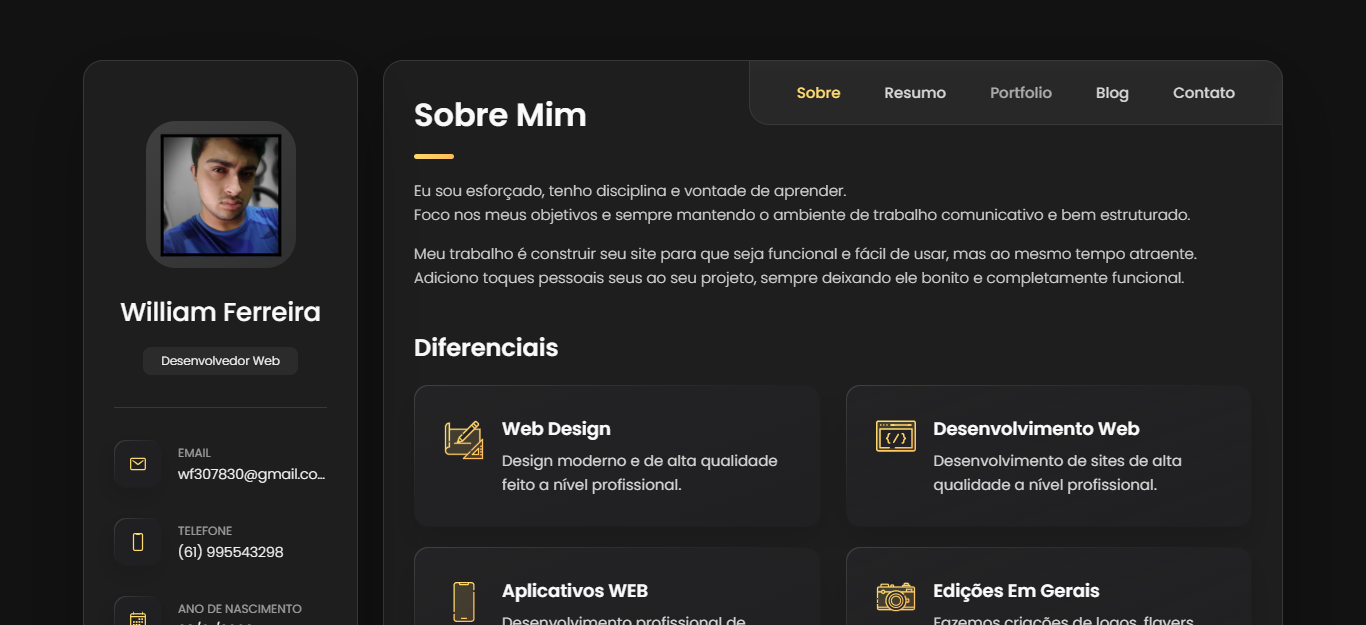 Sobre
Resumo
Portfolio
Blog
Contato
William Ferreira
Desenvolvedor Web
EMAIL
wf307830@gmail.co...
TELEFONE
(61) 995543298
ANO DE NASCIMENTO
Sobre Mim
Eu sou esforçado, tenho disciplina e vontade de aprender.
Foco nos meus objetivos e sempre mantendo o ambiente de trabalho comunicativo e bem estruturado.
Meu trabalho é construir seu site para que seja funcional e fácil de usar, mas ao mesmo tempo atraente.
Adiciono toques pessoais seus ao seu projeto, sempre deixando ele bonito e completamente funcional.
Diferenciais
Web Design
Design moderno e de alta qualidade
feito a nível profissional.
Desenvolvimento Web
Desenvolvimento de sites de alta
qualidade a nível profissional.
Aplicativos WEB
Desenvolvimento profissional de
Edições Em Gerais
Fazemos criações de logos, flayers